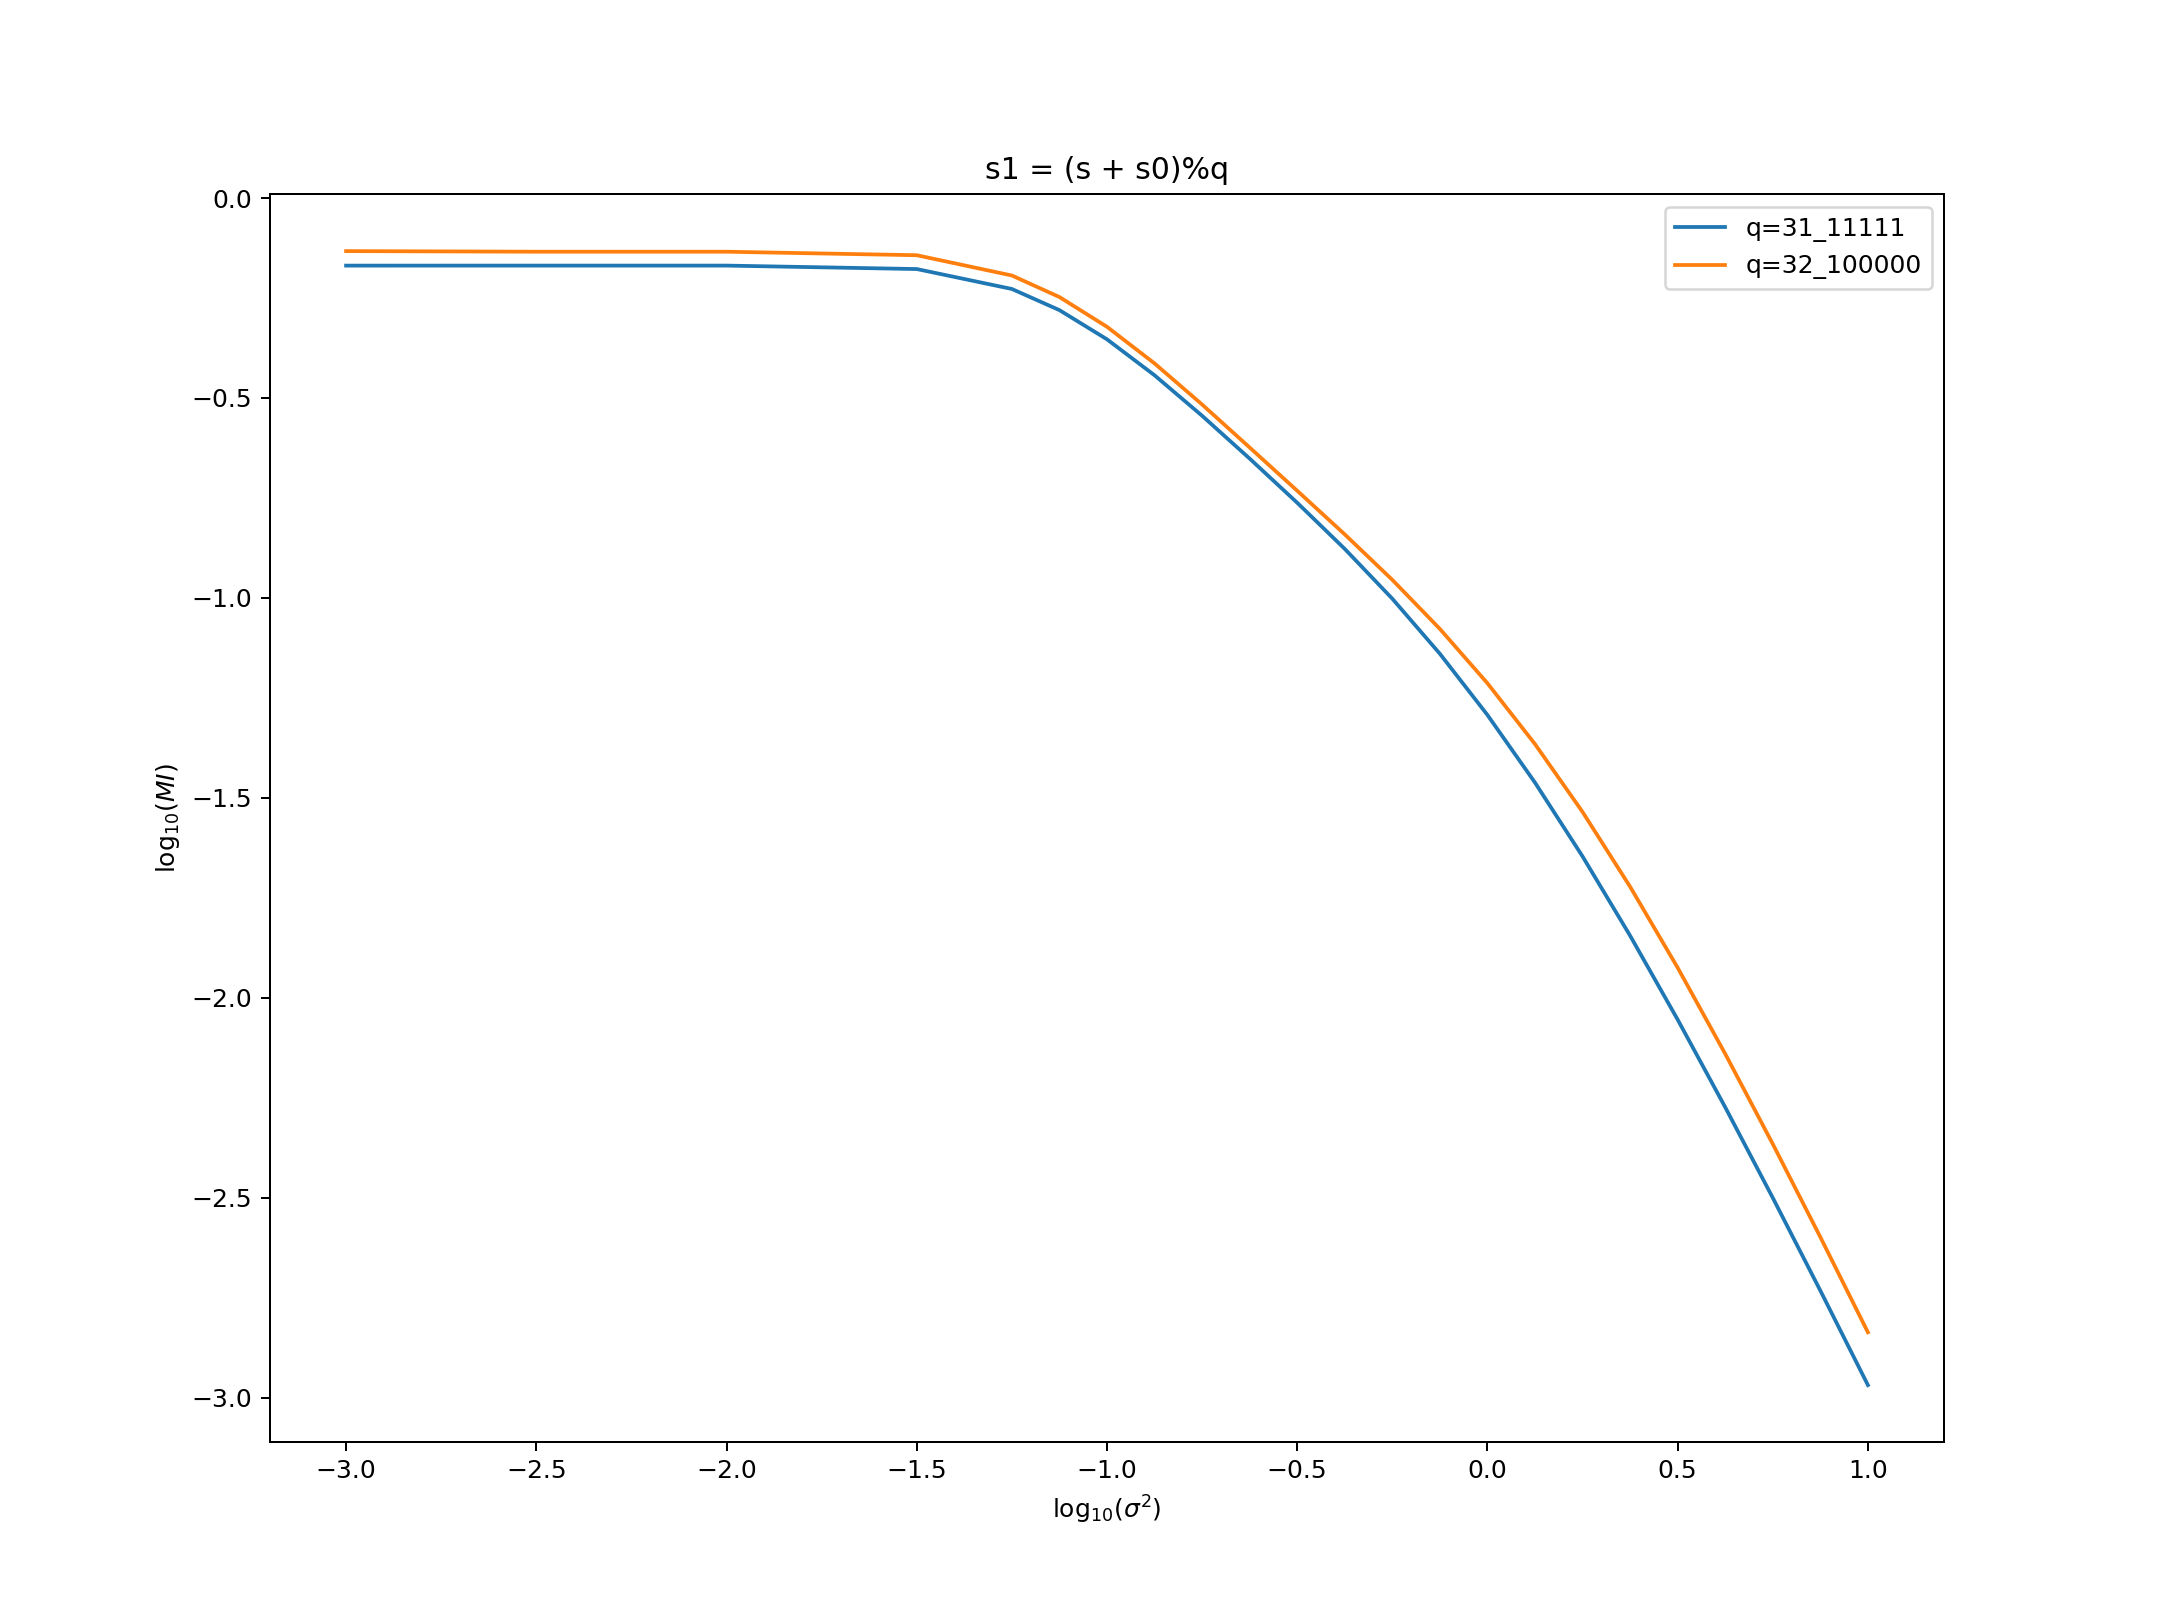 s1 = (s + s0)%q
q=31_11111
q=32_100000
0.0
−0.5
−1.0
−1.5
−2.0
−2.5
−3.0
log₁₀(MI)
−3.0 −2.5 −2.0 −1.5 −1.0 −0.5 0.0 0.5 1.0
log₁₀(σ²)